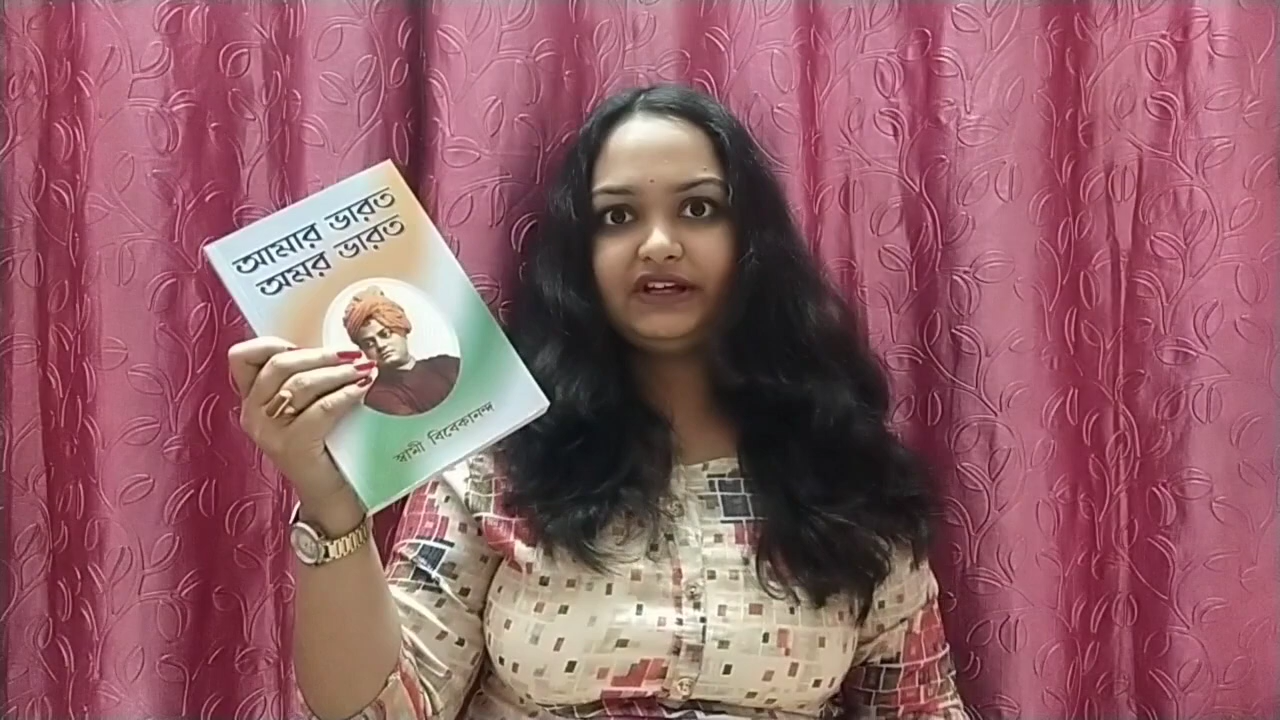 আমার ভারত
অমর ভারত
স্বামী বিবেকানন্দ